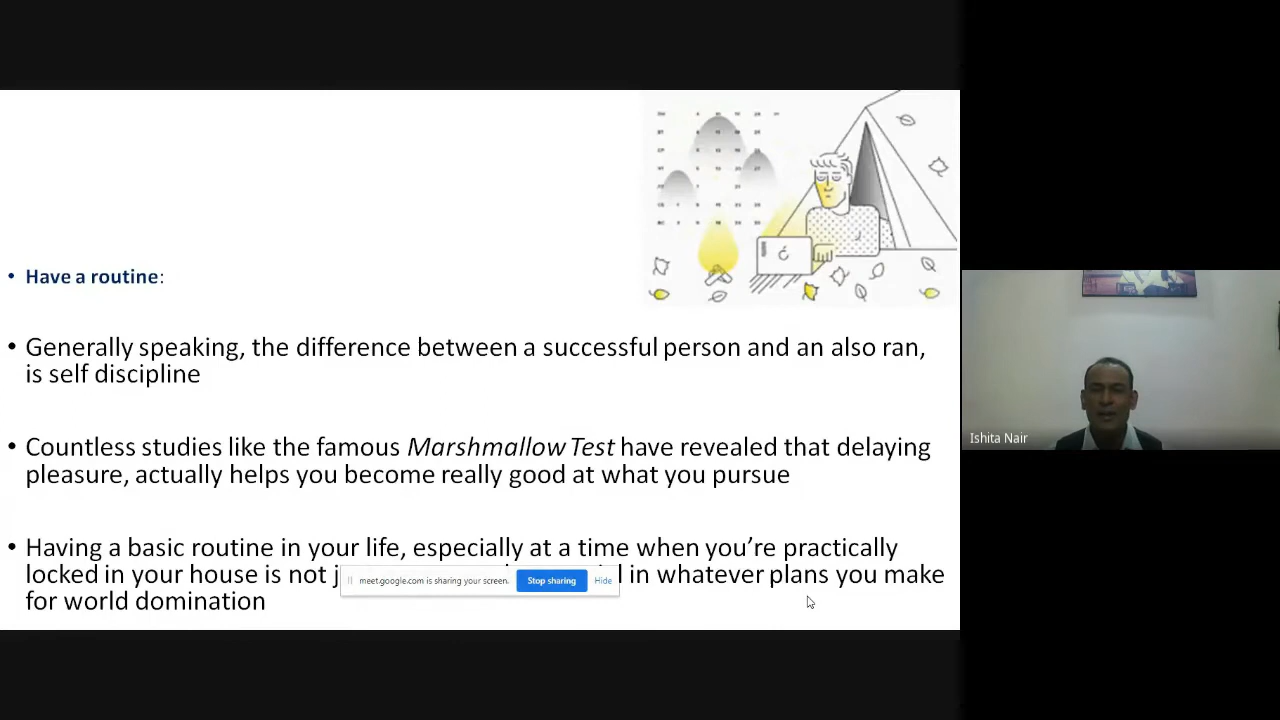 • Have a routine:
• Generally speaking, the difference between a successful person and an also ran,
is self discipline
• Countless studies like the famous Marshmallow Test have revealed that delaying
pleasure, actually helps you become really good at what you pursue
• Having a basic routine in your life, especially at a time when you’re practically
locked in your house is not in whatever plans you make
for world domination
meet.google.com is sharing your screen.
Stop sharing
Hide
Ishita Nair